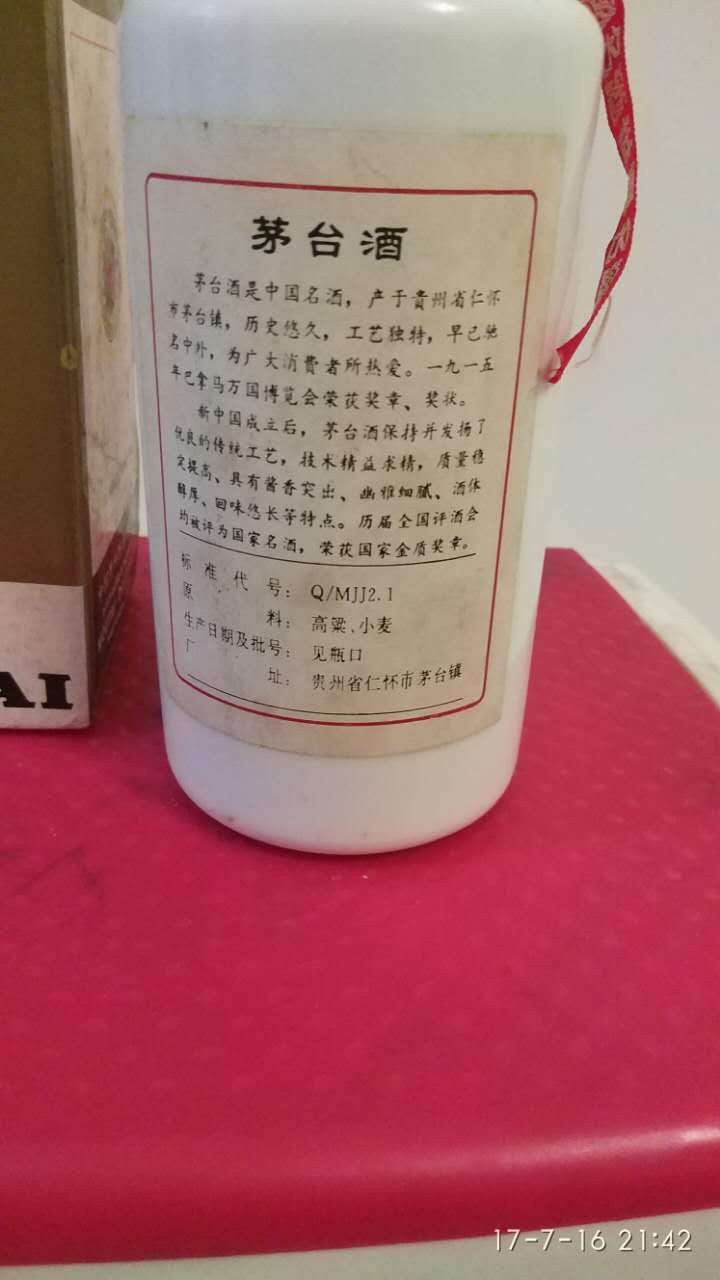 茅台酒
茅台酒是中国名酒，产于贵州省仁怀
市茅台镇，历史悠久，工艺独特，早已驰
名中外，为广大消费者所热爱。一九一五
年巴拿马万国博览会荣获奖章、奖状。
新中国成立后，茅台酒保持并发扬了
优良的传统工艺，技术精益求精，质量稳
定提高、具有酱香突出、幽雅细腻、酒体
醇厚、回味悠长等特点。历届全国评酒会
均被评为国家名酒，荣获国家金质奖章。
标准代号：Q/MJJ2.1
原料：高粱、小麦
生产日期及批号：见瓶口
厂址：贵州省仁怀市茅台镇
AI
17-7-16 21:42